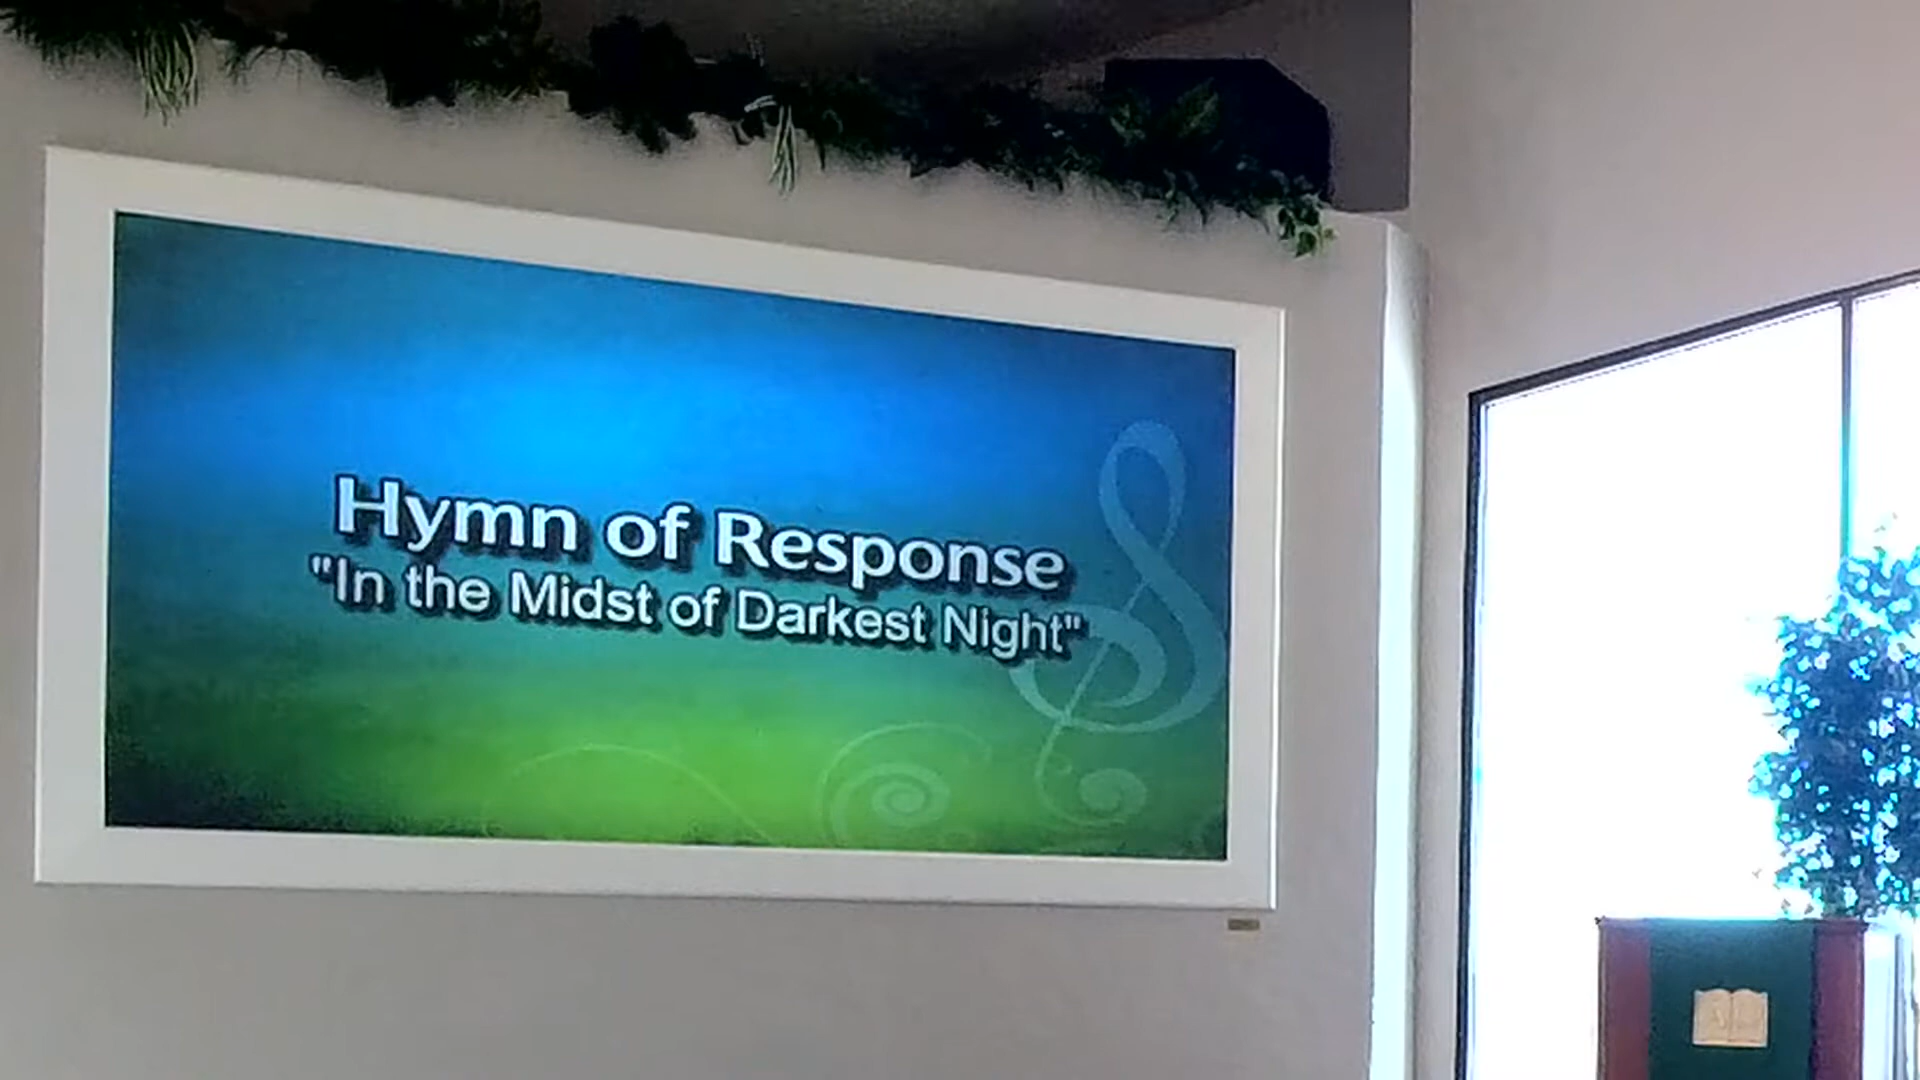 Hymn of Response
"In the Midst of Darkest Night"